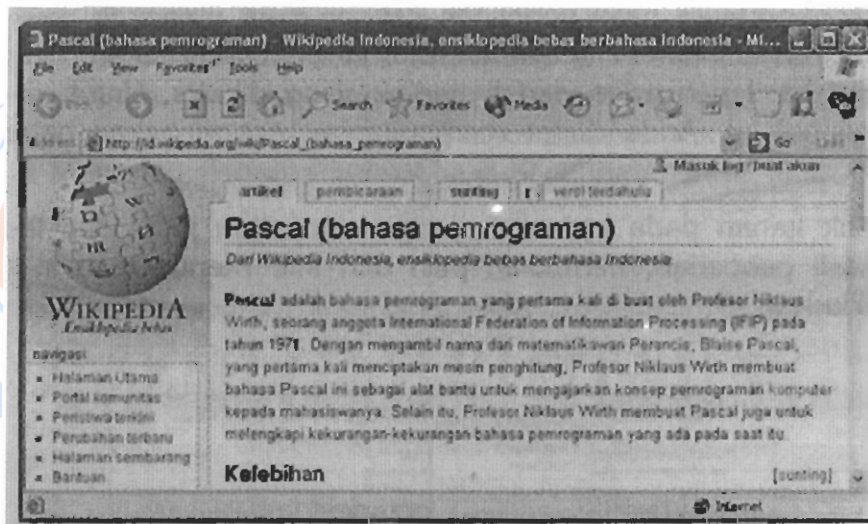 Pascal (bahasa pemrograman) - Wikipedia Indonesia, ensiklopedia bebas berbahasa Indonesia - Mi...
File Edit View Favorites Tools Help
Search Favorites Media
http://id.wikipedia.org/wiki/Pascal_(bahasa_pemrograman) Go Links
Masuk log / buat akun
artikel pembicaraan sunting versi terdahulu
Pascal (bahasa pemrograman)
Dari Wikipedia Indonesia, ensiklopedia bebas berbahasa Indonesia
Pascal adalah bahasa pemrograman yang pertama kali di buat oleh Profesor Niklaus
Wirth, seorang anggota International Federation of Information Processing (IFIP) pada
tahun 1971. Dengan mengambil nama dari matematikawan Perancis, Blaise Pascal,
yang pertama kali menciptakan mesin penghitung, Profesor Niklaus Wirth membuat
bahasa Pascal ini sebagai alat bantu untuk mengajarkan konsep pemrograman komputer
kepada mahasiswanya. Selain itu, Profesor Niklaus Wirth membuat Pascal juga untuk
melengkapi kekurangan-kekurangan bahasa pemrograman yang ada pada saat itu.
Kelebihan [sunting]
WIKIPEDIA
Ensiklopedia bebas
navigasi
Halaman Utama
Portal komunitas
Peristiwa terkini
Perubahan terbaru
Halaman sembarang
Bantuan
Internet